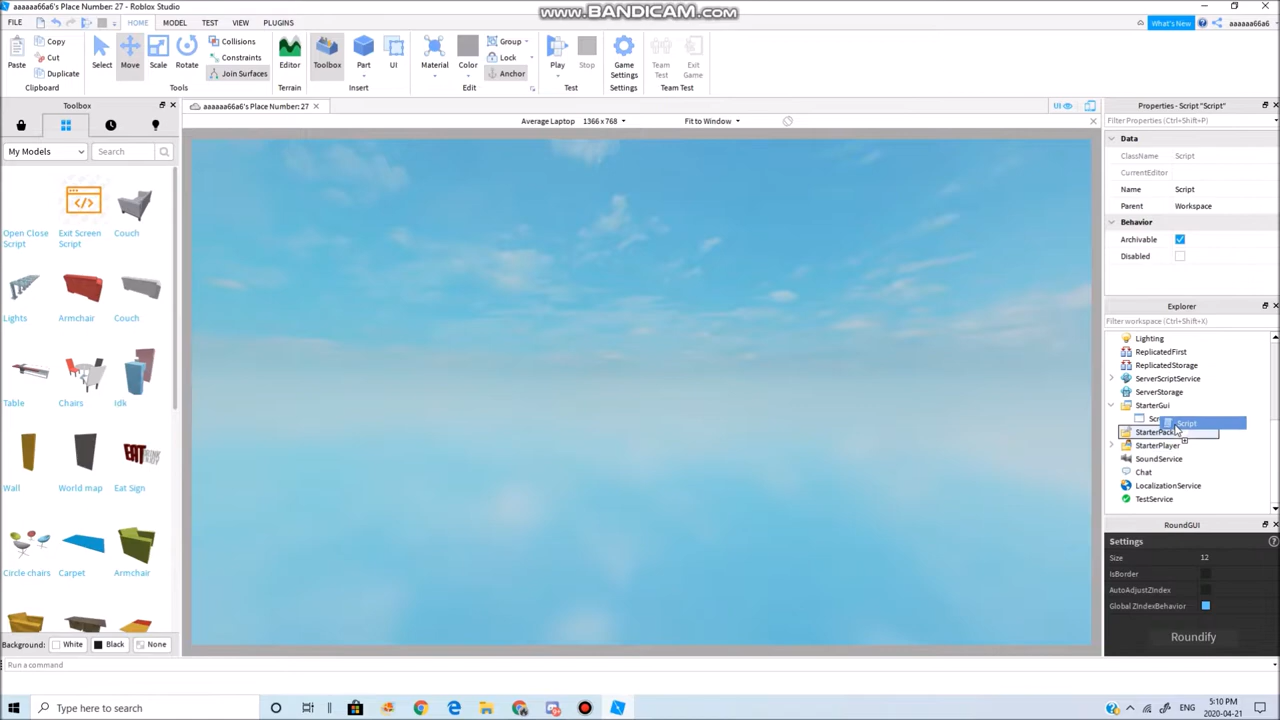 aaaaaa66a6's Place Number: 27 - Roblox Studio
www.BANDICAM.com
FILE
HOME
MODEL
TEST
VIEW
PLUGINS
What's New
aaaaaa66a6
Paste
Copy
Cut
Duplicate
Clipboard
Select
Move
Scale
Rotate
Collisions
Constraints
Join Surfaces
Tools
Editor
Terrain
Toolbox
Part
UI
Insert
Material
Color
Group
Lock
Anchor
Edit
Play
Stop
Test
Game Settings
Settings
Team Test
Exit Game
Team Test
Toolbox
aaaaaa66a6's Place Number: 27
UI
Average Laptop
1366 x 768
Fit to Window
My Models
Search
Open Close Script
Exit Screen Script
Couch
Lights
Armchair
Couch
Table
Chairs
Idk
Wall
World map
Eat Sign
EAT
Circle chairs
Carpet
Armchair
Background:
White
Black
None
Run a command
Properties - Script "Script"
Filter Properties (Ctrl+Shift+P)
Data
ClassName Script
CurrentEditor
Name Script
Parent Workspace
Behavior
Archivable
Disabled
Explorer
Filter workspace (Ctrl+Shift+X)
Lighting
ReplicatedFirst
ReplicatedStorage
ServerScriptService
ServerStorage
StarterGui
Script
StarterPack
StarterPlayer
SoundService
Chat
LocalizationService
TestService
RoundGUI
Settings
Size 12
IsBorder
AutoAdjustZIndex
Global ZIndexBehavior
Roundify
Type here to search
ENG
5:10 PM
2020-04-21